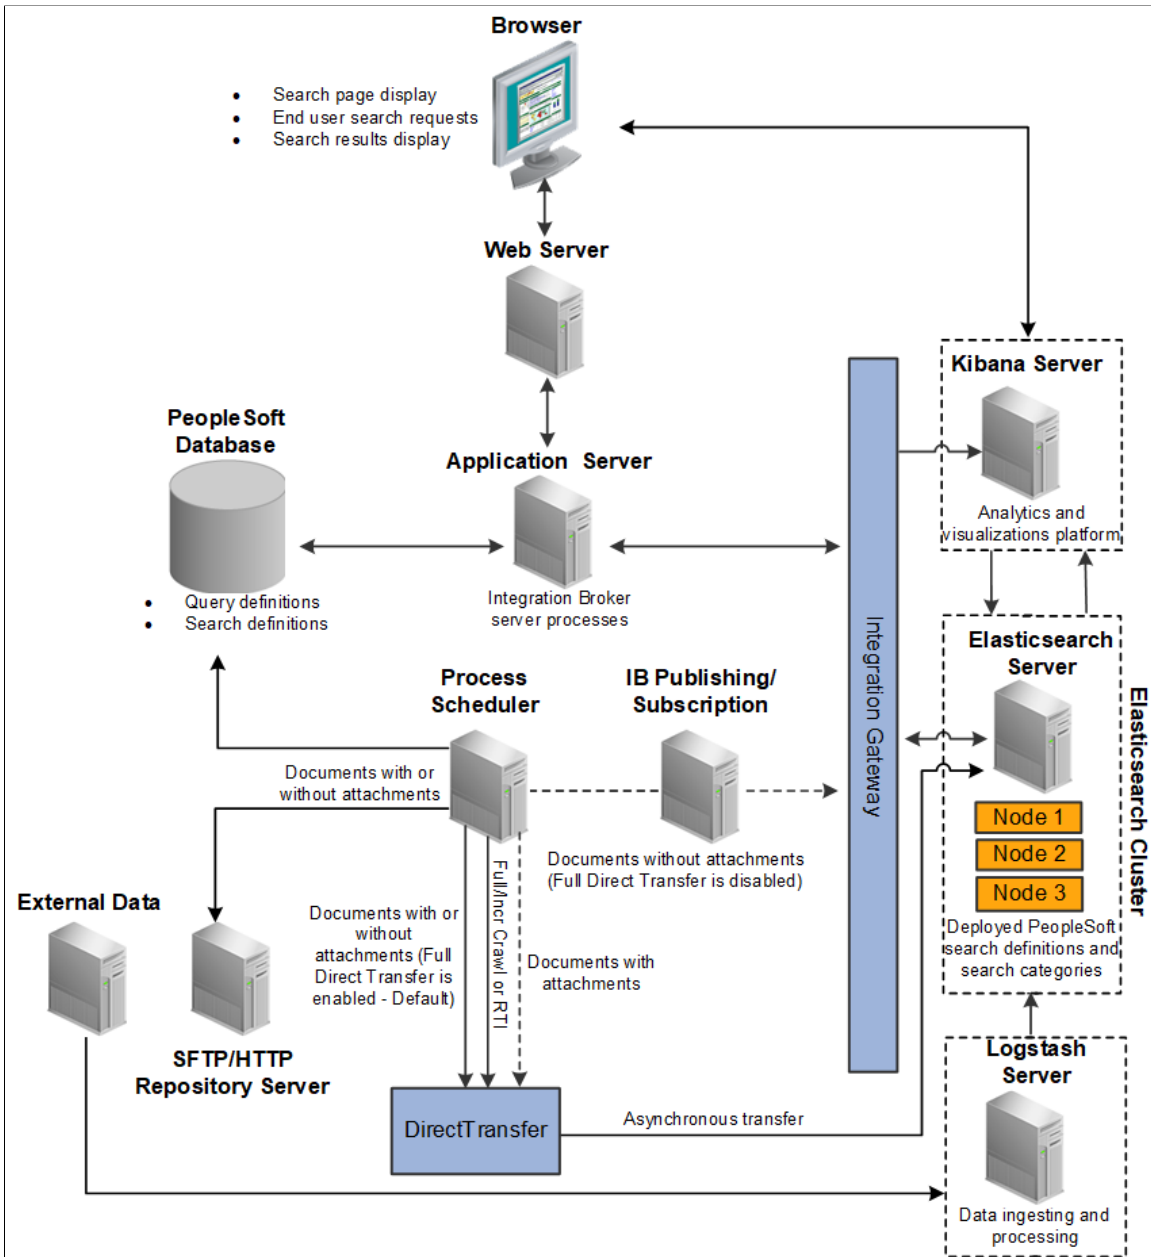 Browser
• Search page display
• End user search requests
• Search results display
Web Server
Kibana Server
Analytics and
visualizations platform
PeopleSoft
Database
• Query definitions
• Search definitions
Application Server
Integration Broker
server processes
Integration Gateway
Elasticsearch
Server
Node 1
Node 2
Node 3
Deployed PeopleSoft
search definitions and
search categories
Elasticsearch Cluster
Process
Scheduler
IB Publishing/
Subscription
Documents with or
without attachments
Documents without attachments
(Full Direct Transfer is disabled)
External Data
SFTP/HTTP
Repository Server
Documents with or
without
attachments (Full
Direct Transfer is
enabled - Default)
Full/Incr Crawl or RTI
Documents with
attachments
DirectTransfer
Asynchronous transfer
Logstash
Server
Data ingesting and
processing